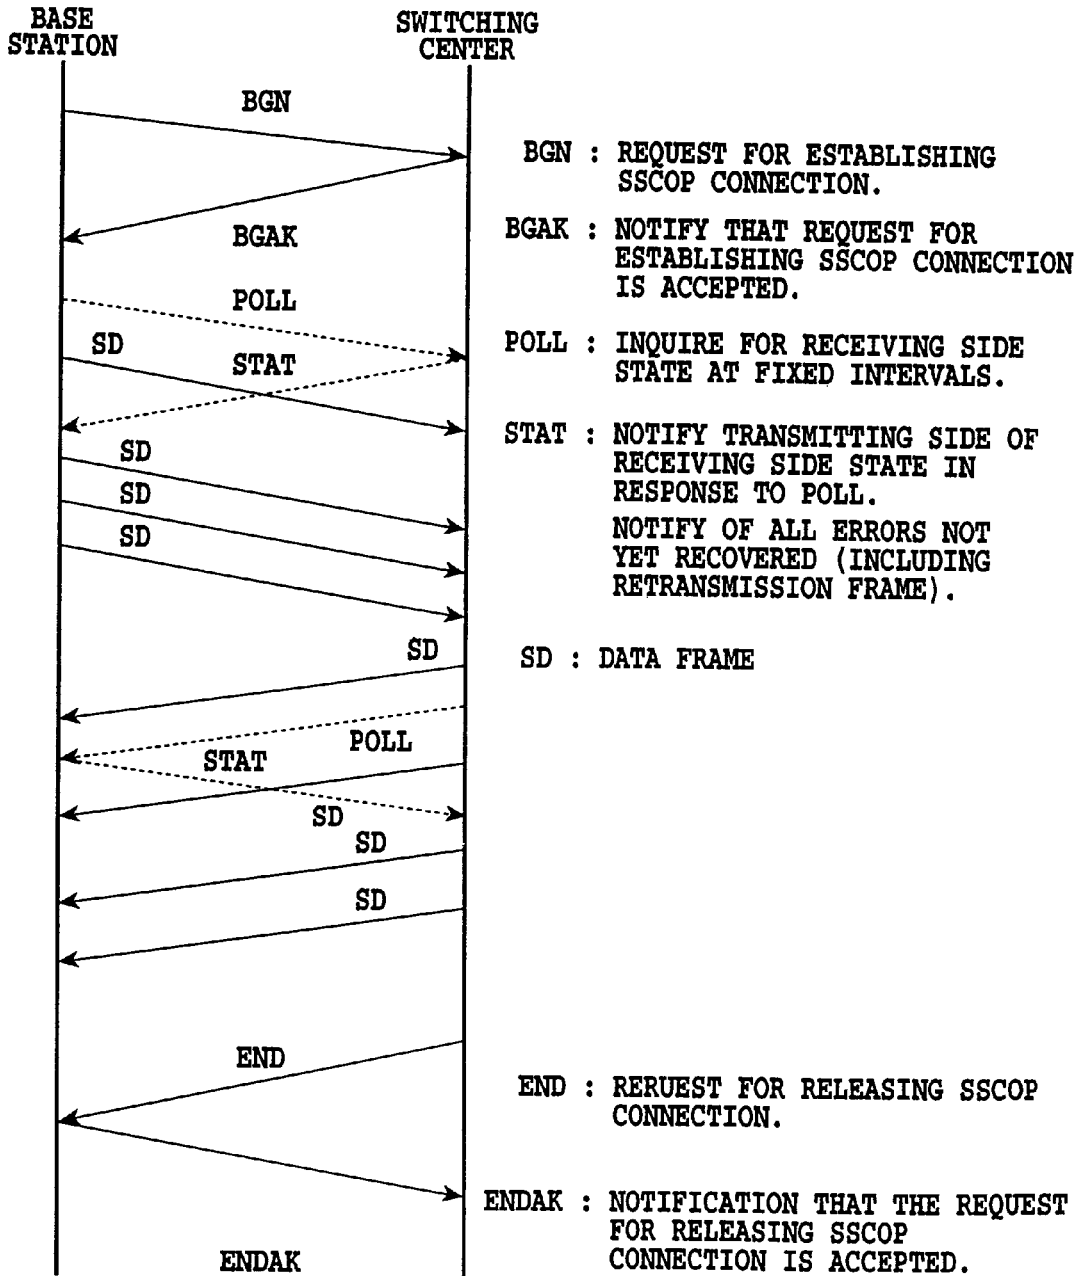 BASE
STATION
SWITCHING
CENTER
BGN
BGN : REQUEST FOR ESTABLISHING
SSCOP CONNECTION.
BGAK
BGAK : NOTIFY THAT REQUEST FOR
ESTABLISHING SSCOP CONNECTION
IS ACCEPTED.
POLL
SD
STAT
POLL : INQUIRE FOR RECEIVING SIDE
STATE AT FIXED INTERVALS.
STAT : NOTIFY TRANSMITTING SIDE OF
RECEIVING SIDE STATE IN
RESPONSE TO POLL.
NOTIFY OF ALL ERRORS NOT
YET RECOVERED (INCLUDING
RETRANSMISSION FRAME).
SD
SD
SD
SD
SD : DATA FRAME
POLL
STAT
SD
SD
SD
END
END : RERUEST FOR RELEASING SSCOP
CONNECTION.
ENDAK : NOTIFICATION THAT THE REQUEST
FOR RELEASING SSCOP
CONNECTION IS ACCEPTED.
ENDAK